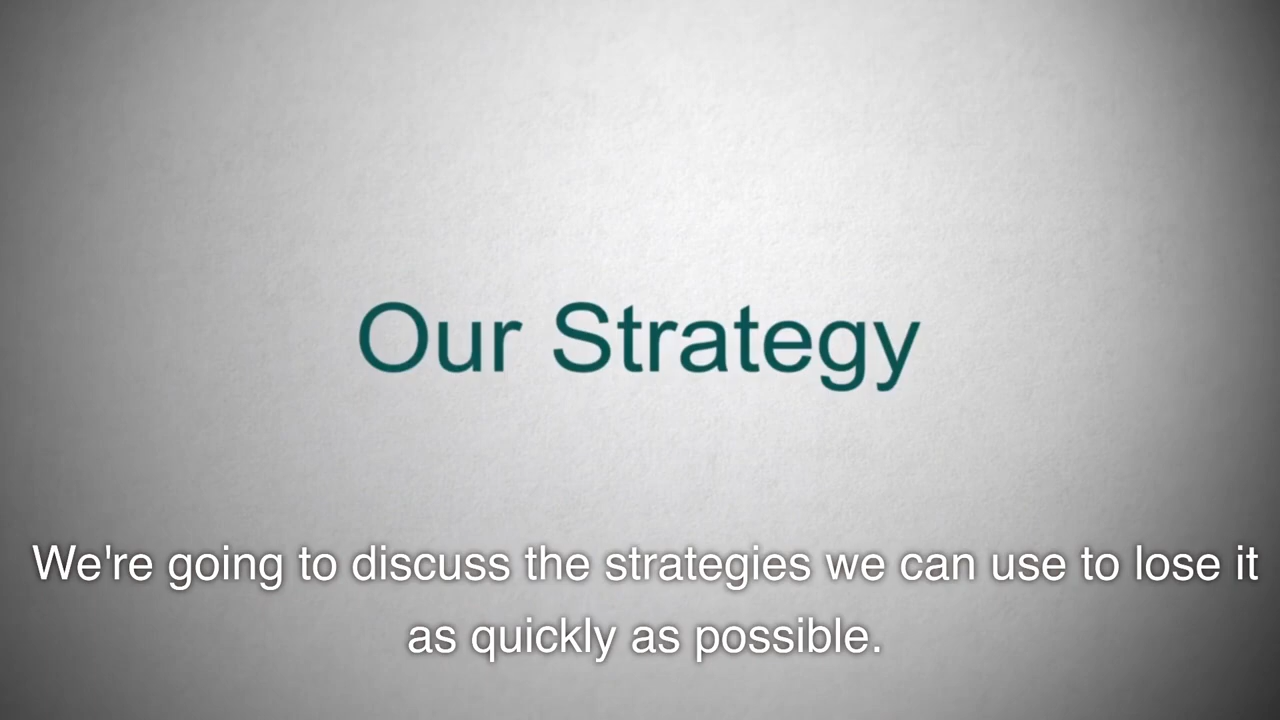 Our Strategy
We're going to discuss the strategies we can use to lose it
as quickly as possible.